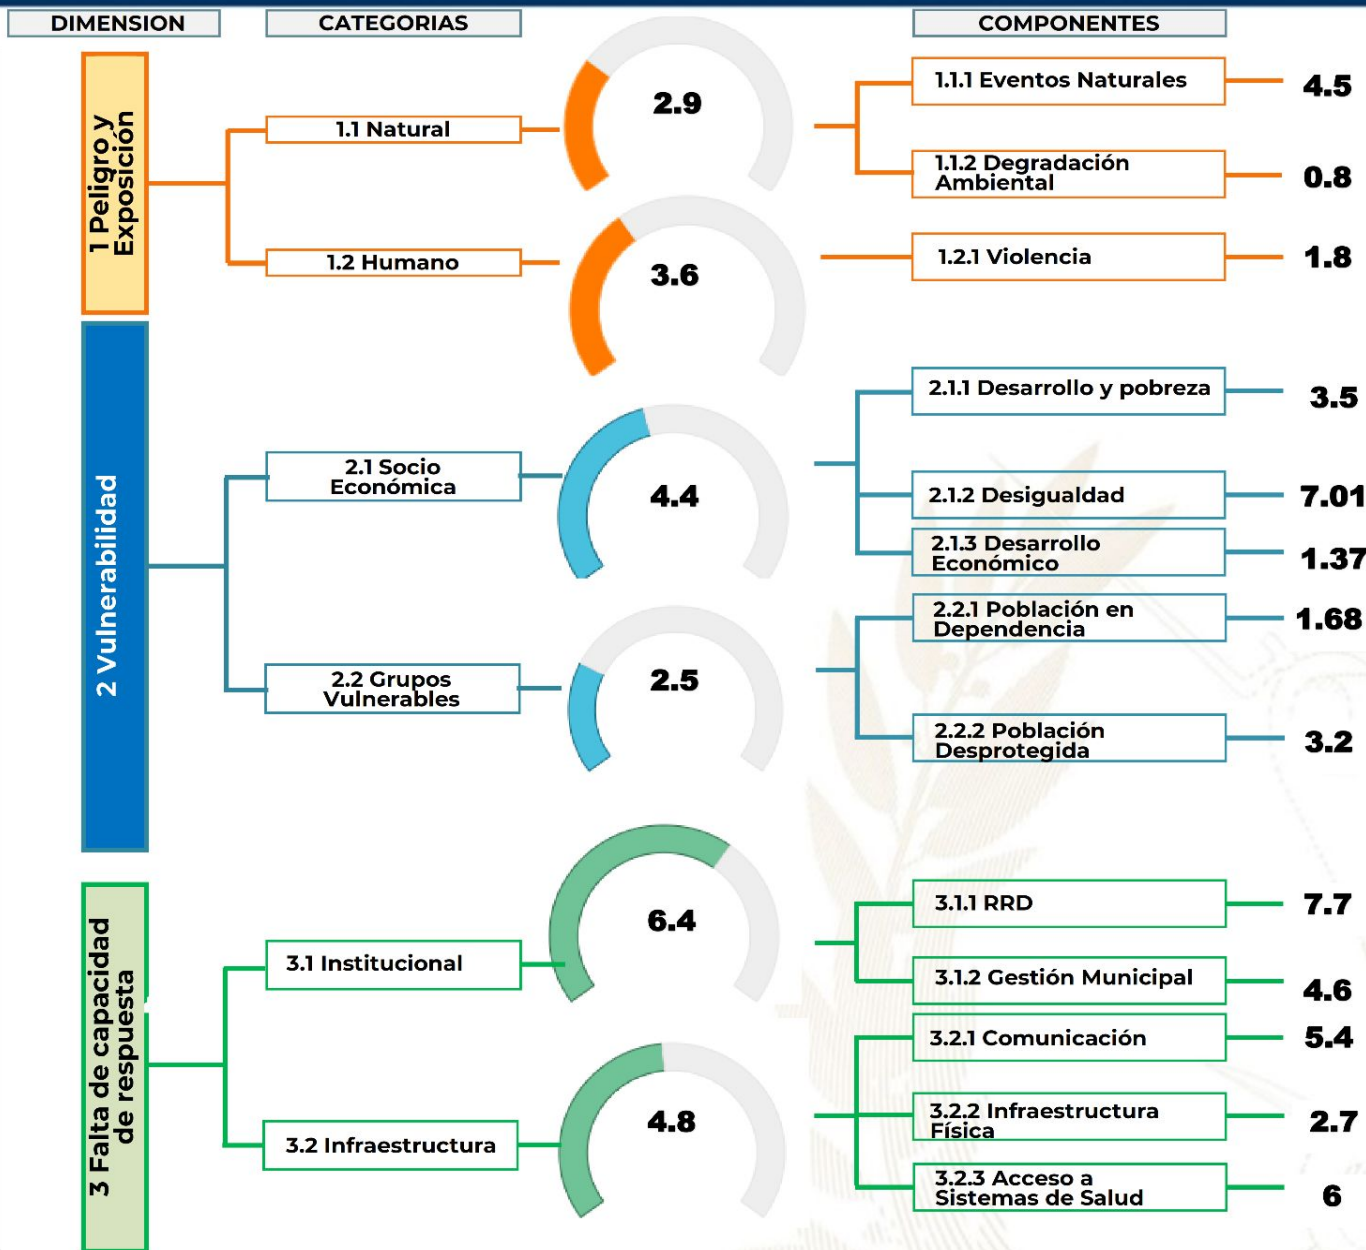 DIMENSION
CATEGORIAS
COMPONENTES
1 Peligro y
Exposición
1.1 Natural
2.9
1.1.1 Eventos Naturales
4.5
1.1.2 Degradación
Ambiental
0.8
1.2 Humano
3.6
1.2.1 Violencia
1.8
2 Vulnerabilidad
2.1 Socio
Económica
4.4
2.1.1 Desarrollo y pobreza
3.5
2.1.2 Desigualdad
7.01
2.1.3 Desarrollo
Económico
1.37
2.2 Grupos
Vulnerables
2.5
2.2.1 Población en
Dependencia
1.68
2.2.2 Población
Desprotegida
3.2
3 Falta de capacidad
de respuesta
3.1 Institucional
6.4
3.1.1 RRD
7.7
3.1.2 Gestión Municipal
4.6
3.2 Infraestructura
4.8
3.2.1 Comunicación
5.4
3.2.2 Infraestructura
Física
2.7
3.2.3 Acceso a
Sistemas de Salud
6